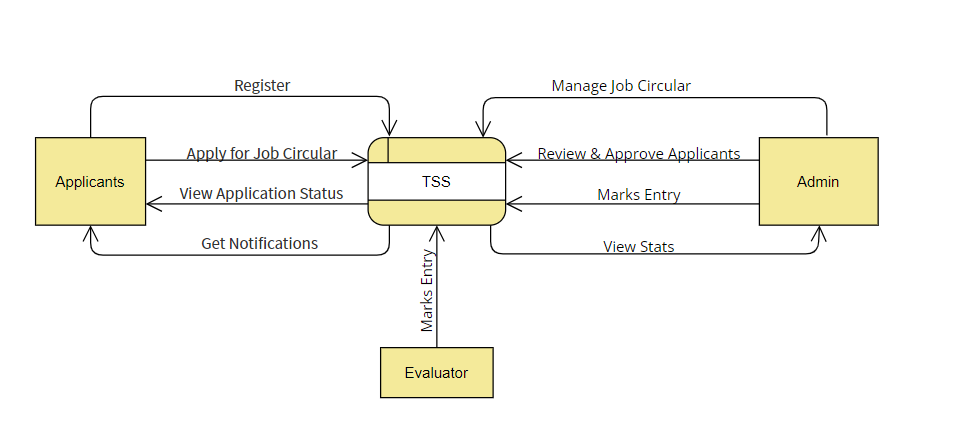 Register
Manage Job Circular
Apply for Job Circular
Review & Approve Applicants
Applicants
TSS
Admin
View Application Status
Marks Entry
Get Notifications
View Stats
Marks Entry
Evaluator